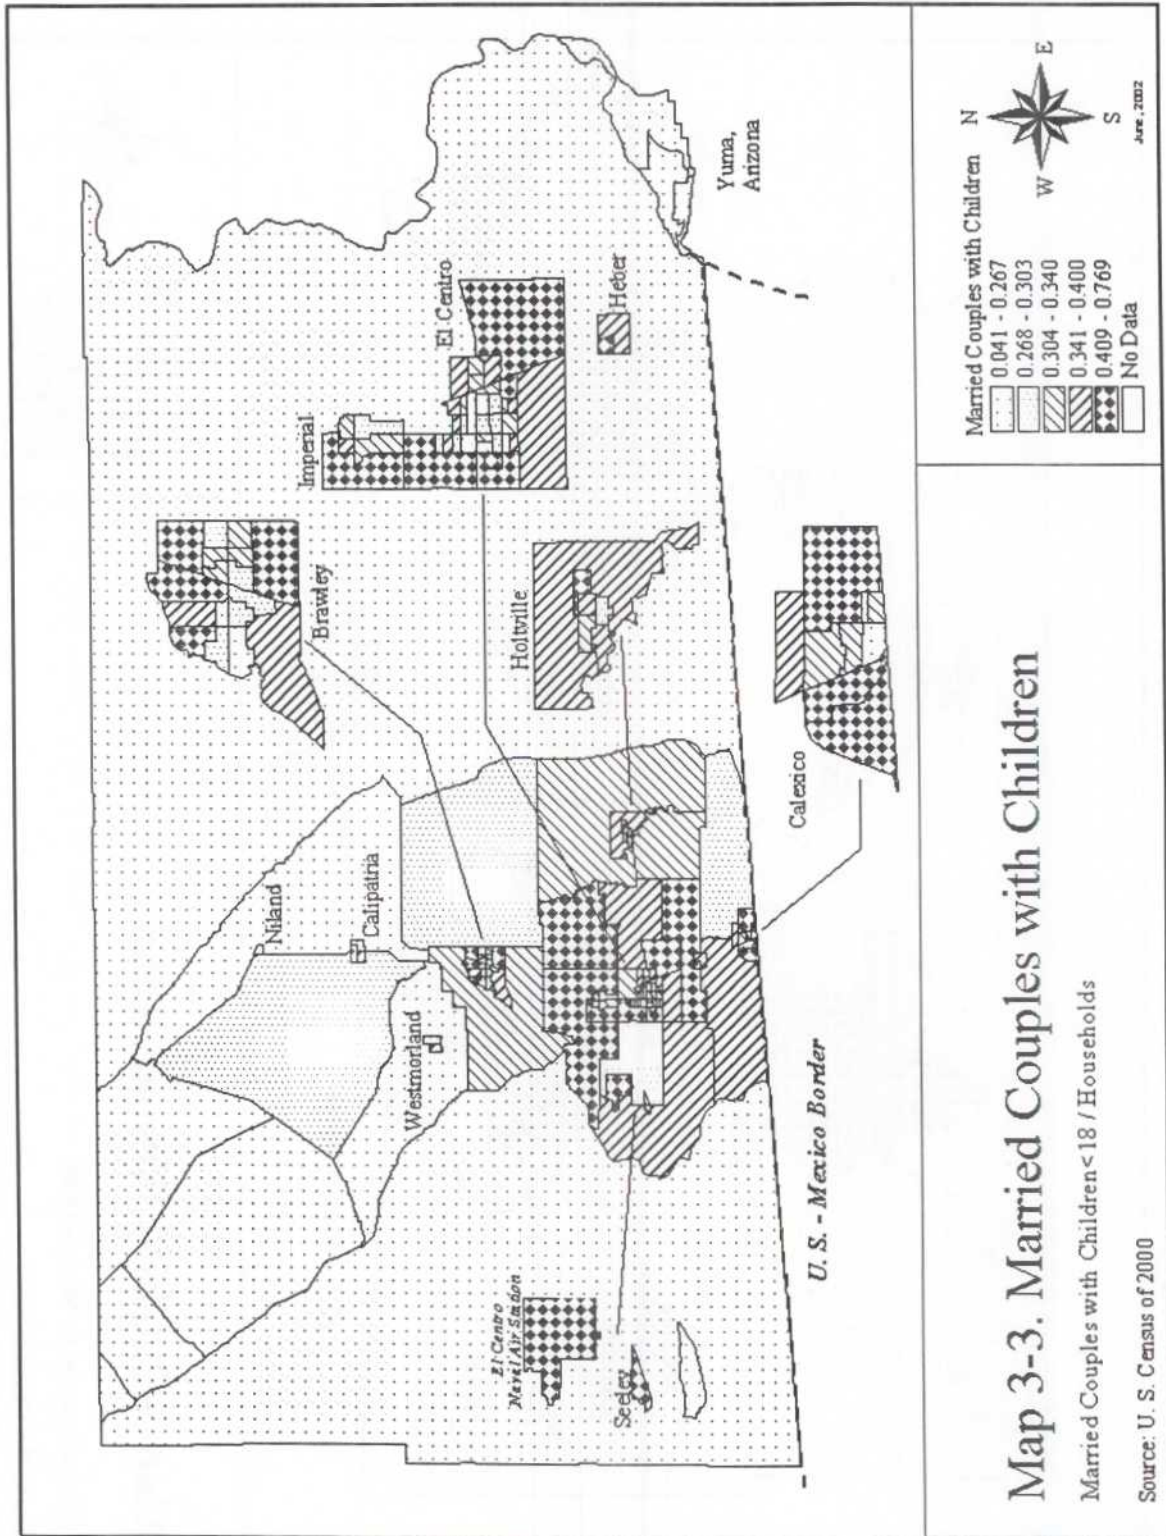 Niland
Calipatria
Westmorland
Brawley
Imperial
El Centro
Heber
Holtville
Yuma,
Arizona
El Centro
Naval Air Station
Seeley
Calexico
U. S. - Mexico Border
Map 3-3. Married Couples with Children
Married Couples with Children<18 / Households
Source: U. S. Census of 2000
Married Couples with Children
0.041 - 0.267
0.268 - 0.303
0.304 - 0.340
0.341 - 0.400
0.409 - 0.769
No Data
N
W
E
S
June, 2002